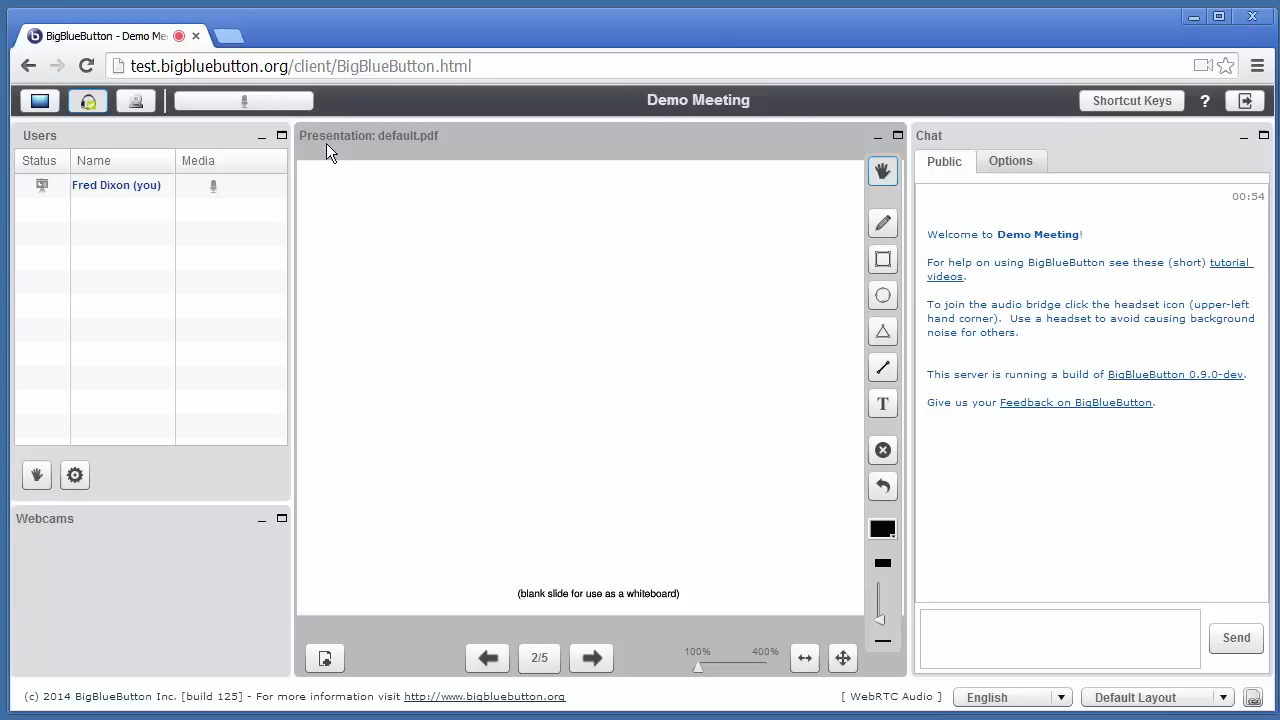 BigBlueButton - Demo Me
test.bigbluebutton.org/client/BigBlueButton.html
Demo Meeting
Shortcut Keys
?
Users
Status Name Media
Fred Dixon (you)
Webcams
Presentation: default.pdf
(blank slide for use as a whiteboard)
T
2/5
100% 400%
Chat
Public Options
00:54
Welcome to Demo Meeting!
For help on using BigBlueButton see these (short) tutorial
videos.
To join the audio bridge click the headset icon (upper-left
hand corner). Use a headset to avoid causing background
noise for others.
This server is running a build of BigBlueButton 0.9.0-dev.
Give us your Feedback on BigBlueButton.
Send
(c) 2014 BigBlueButton Inc. [build 125] - For more information visit http://www.bigbluebutton.org
[ WebRTC Audio ] English Default Layout